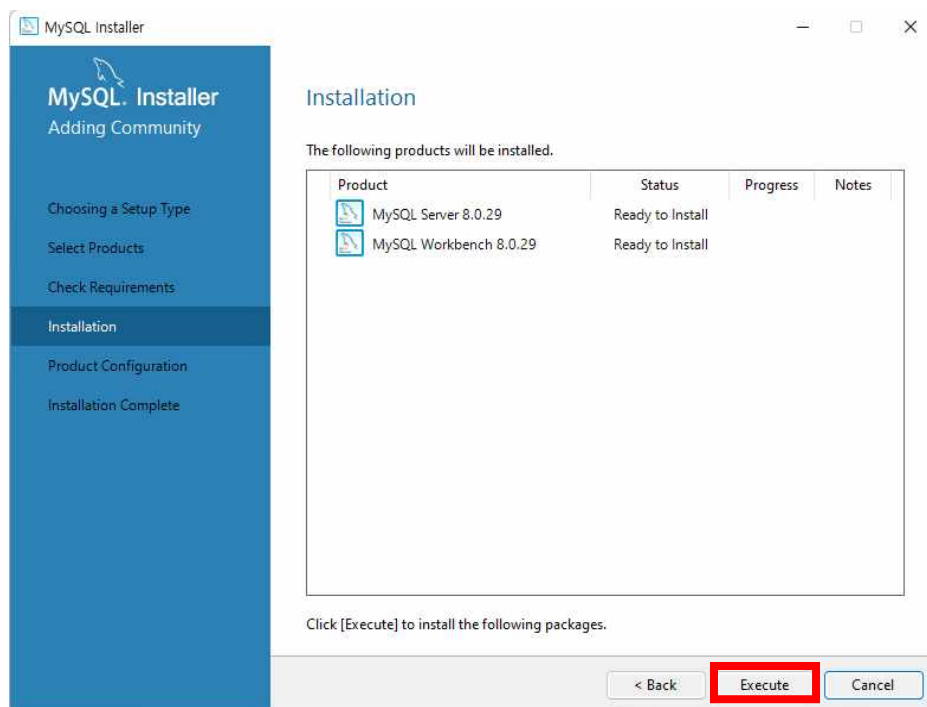 MySQL Installer
MySQL. Installer
Adding Community
Choosing a Setup Type
Select Products
Check Requirements
Installation
Product Configuration
Installation Complete
Installation
The following products will be installed.
Product Status Progress Notes
MySQL Server 8.0.29 Ready to Install
MySQL Workbench 8.0.29 Ready to Install
Click [Execute] to install the following packages.
< Back Execute Cancel